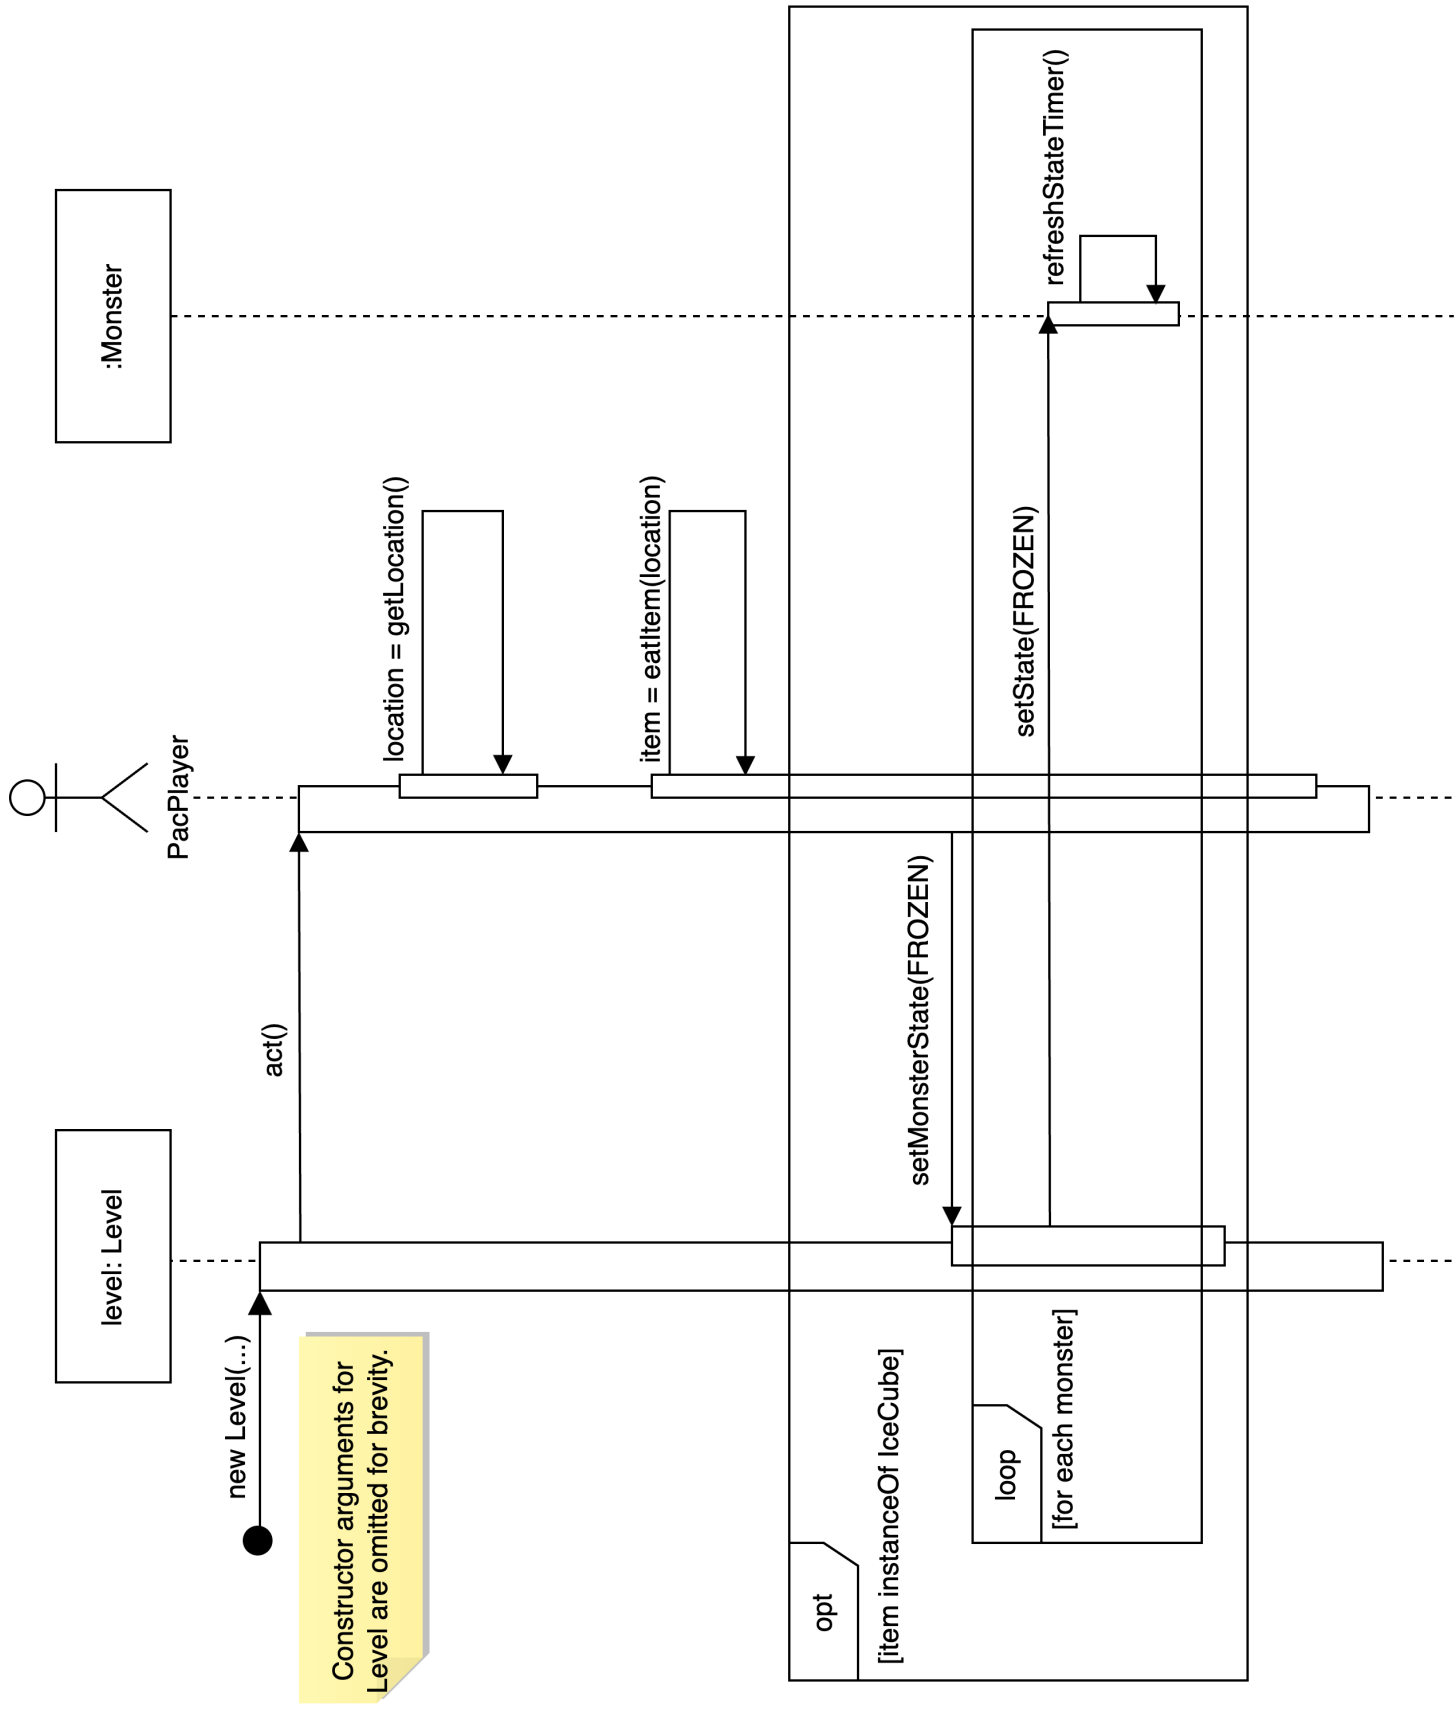 new Level(...)
level: Level
PacPlayer
:Monster
Constructor arguments for
Level are omitted for brevity.
act()
location = getLocation()
item = eatItem(location)
opt
[item instanceOf IceCube]
setMonsterState(FROZEN)
loop
[for each monster]
setState(FROZEN)
refreshStateTimer()